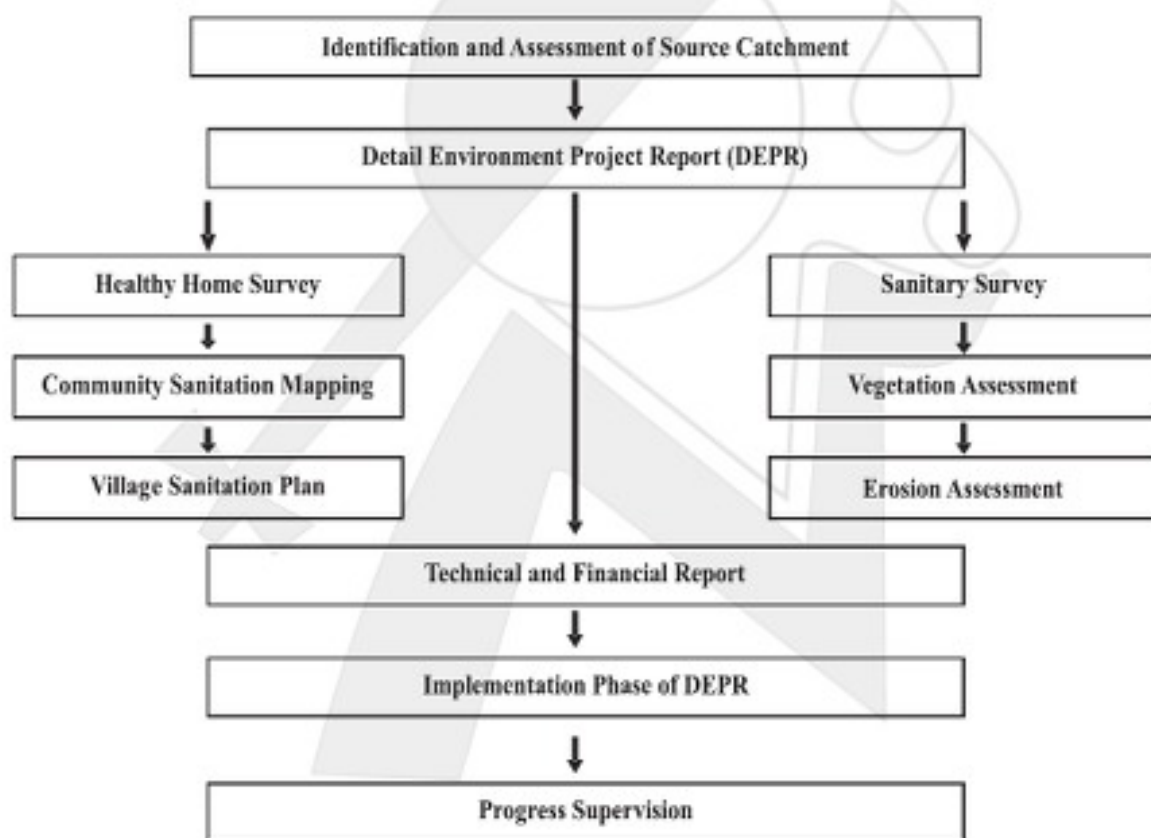 Identification and Assessment of Source Catchment
Detail Environment Project Report (DEPR)
Healthy Home Survey
Sanitary Survey
Community Sanitation Mapping
Vegetation Assessment
Village Sanitation Plan
Erosion Assessment
Technical and Financial Report
Implementation Phase of DEPR
Progress Supervision